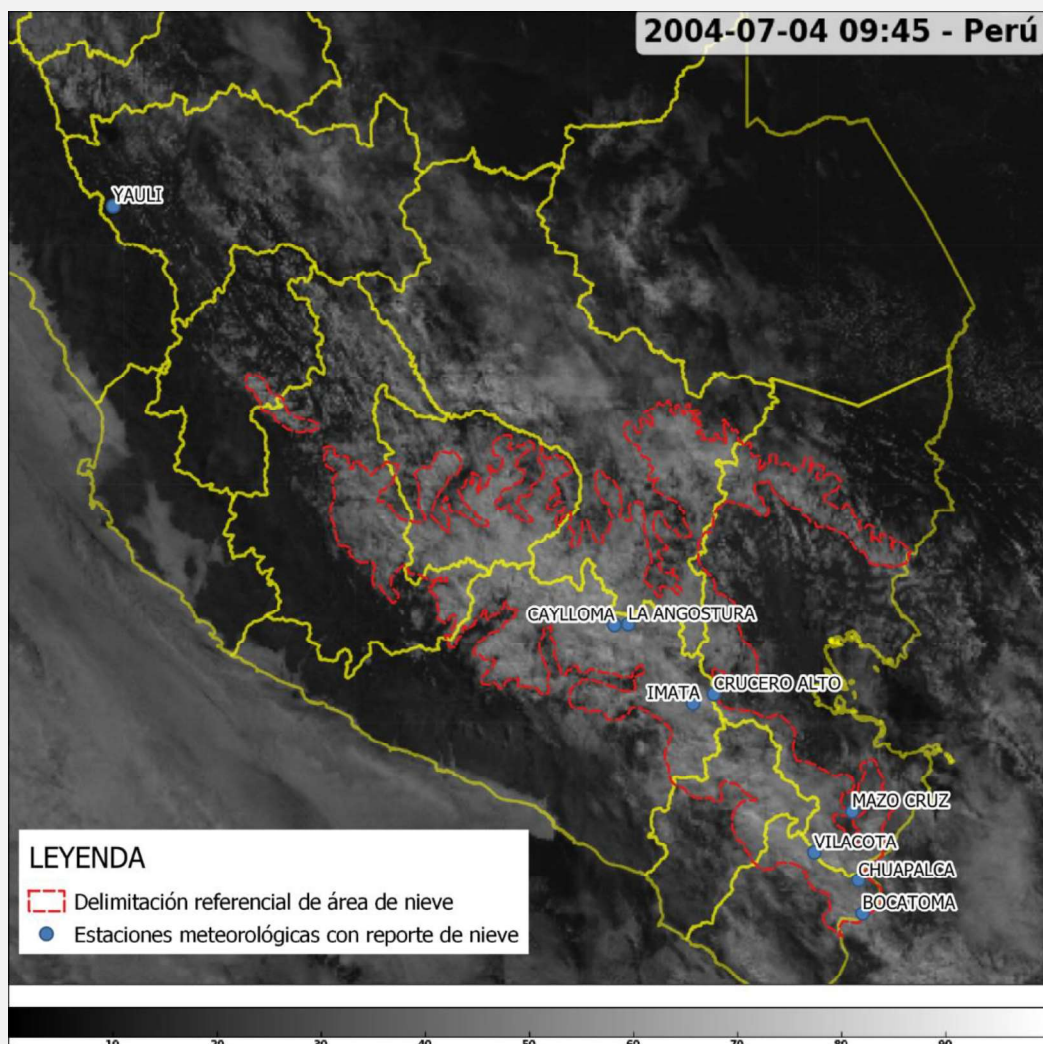 2004-07-04 09:45 - Perú
YAULI
CAYLLOMA
LA ANGOSTURA
IMATA
CRUCERO ALTO
MAZO CRUZ
VILACOTA
CHUAPALCA
BOCATOMA
LEYENDA
Delimitación referencial de área de nieve
Estaciones meteorológicas con reporte de nieve
10 20 30 40 50 60 70 80 90